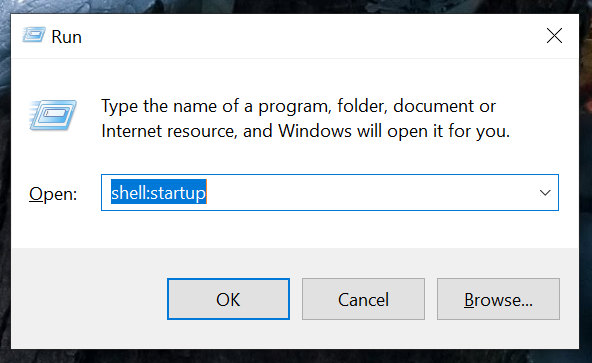 Run
Type the name of a program, folder, document or
Internet resource, and Windows will open it for you.
Open: shell:startup
OK Cancel Browse...